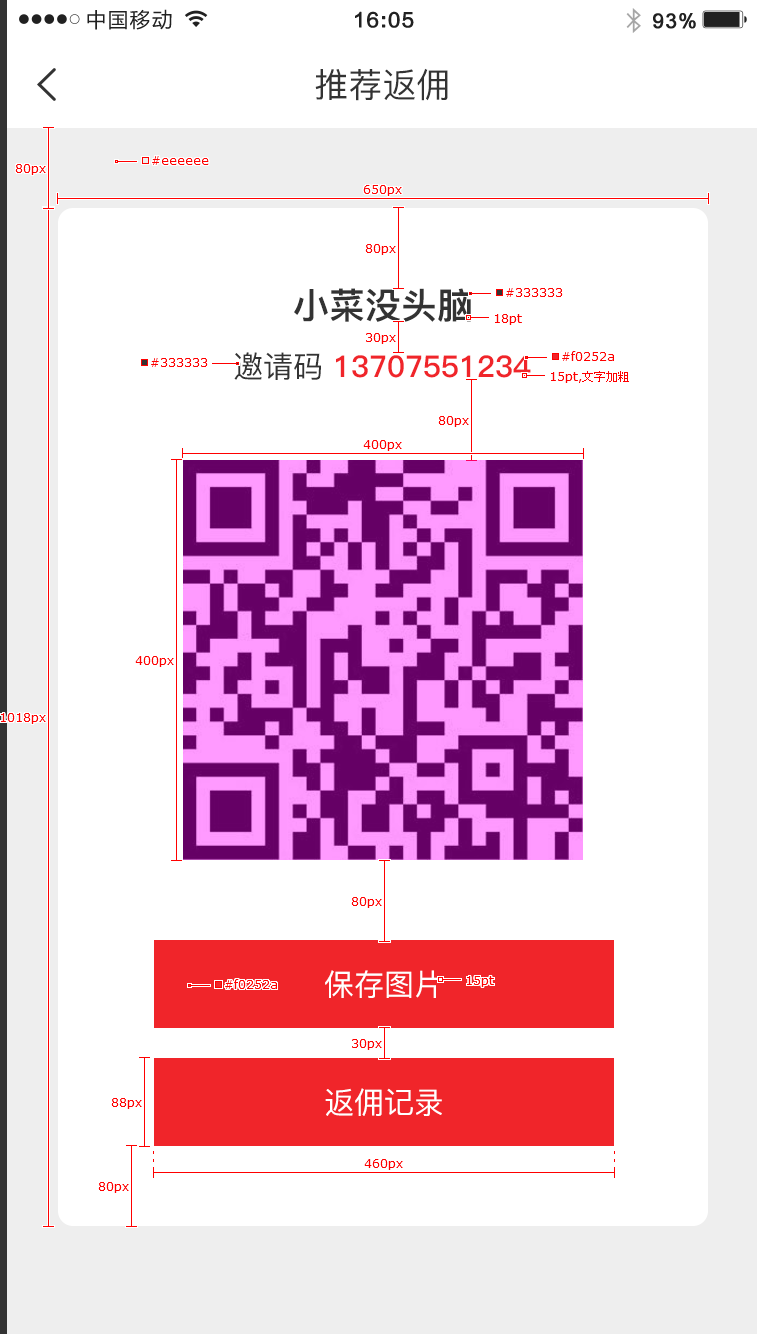 中国移动 16:05 93%
推荐返佣
80px
#eeeeee
650px
80px
小菜没头脑
#333333
18pt
30px
#333333
邀请码 13707551234
#f0252a
15pt,文字加粗
80px
400px
400px
1018px
80px
#f0252a
保存图片
15pt
30px
88px
返佣记录
460px
80px